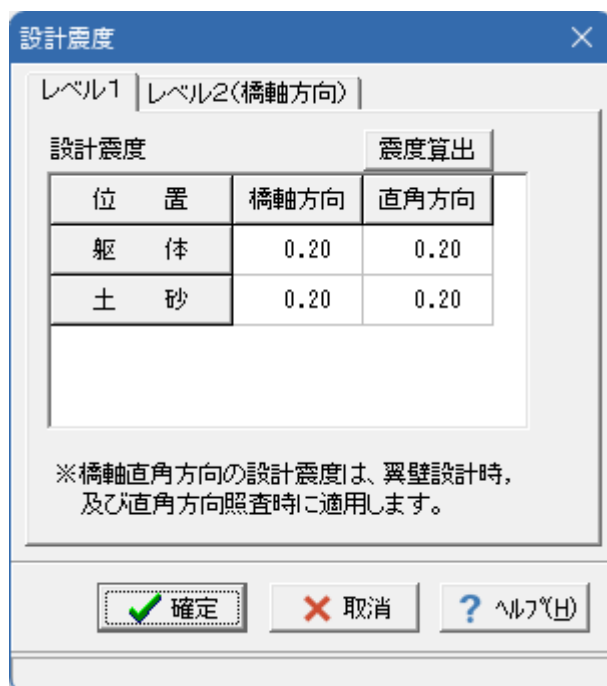 設計震度
レベル1 レベル2(橋軸方向)
設計震度 震度算出
位 置 橋軸方向 直角方向
躯 体 0.20 0.20
土 砂 0.20 0.20
※橋軸直角方向の設計震度は、翼壁設計時,
及び直角方向照査時に適用します。
確定 取消 ? ヘルプ(H)